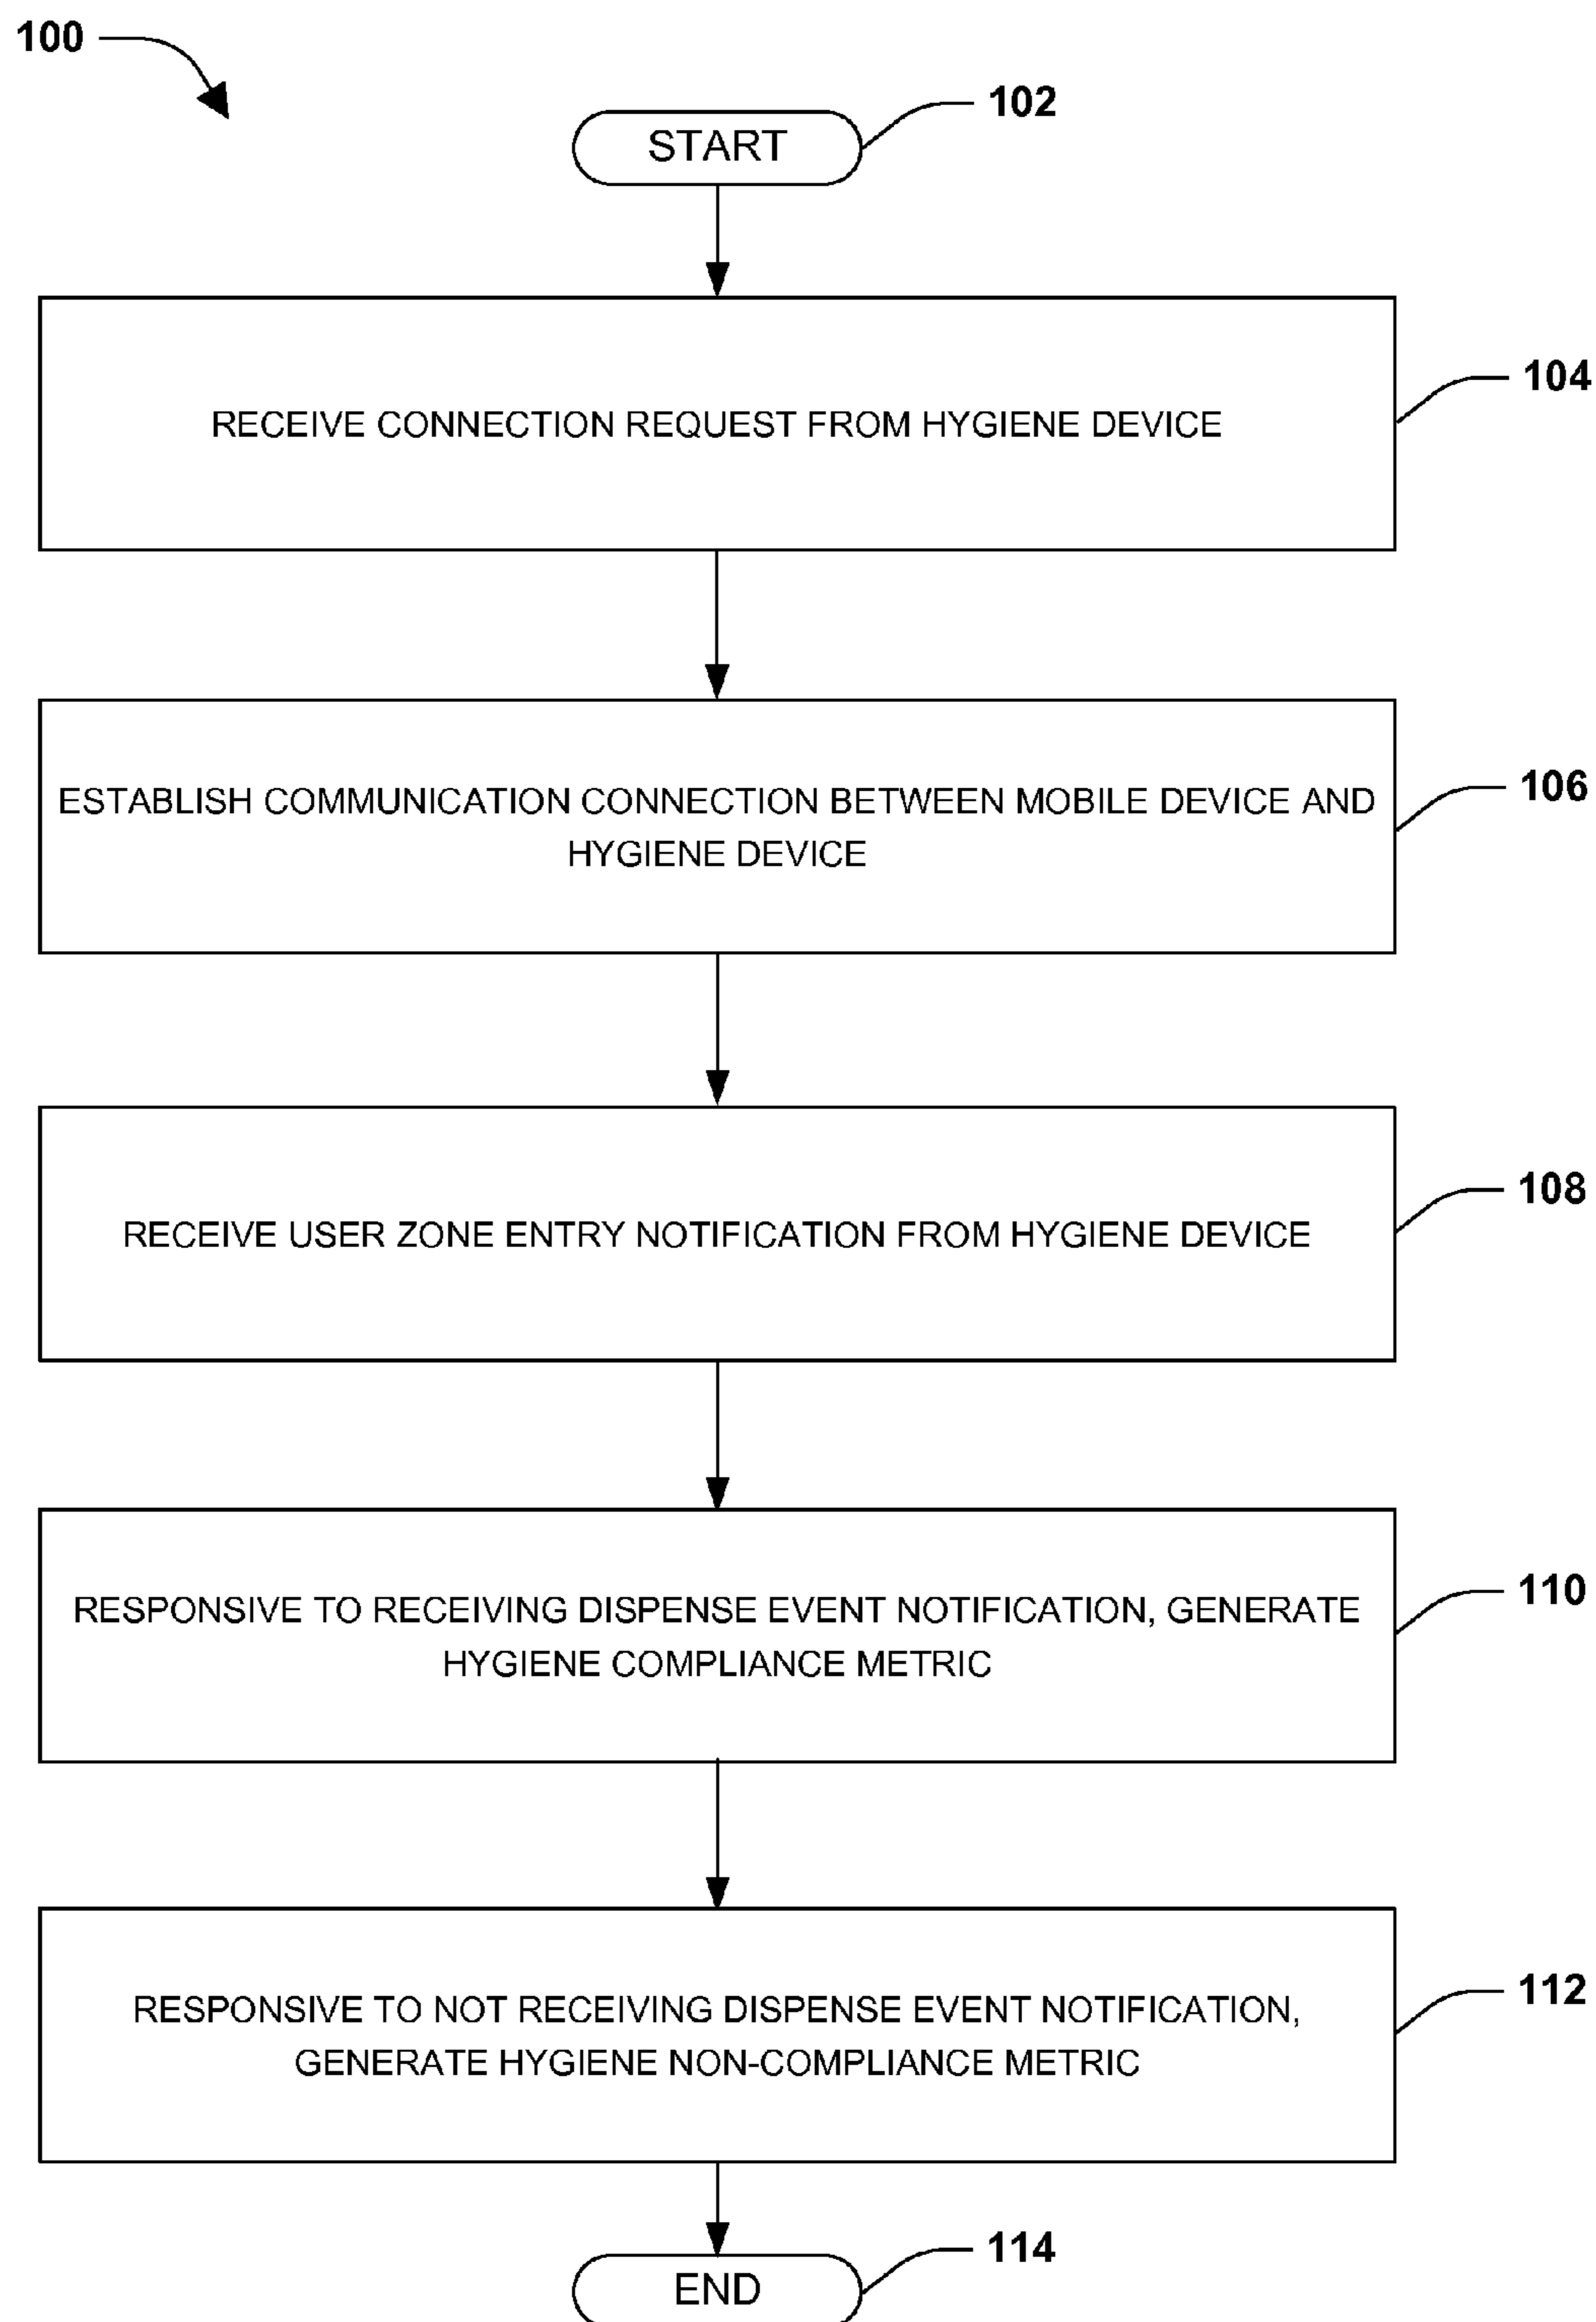 100
START
102
RECEIVE CONNECTION REQUEST FROM HYGIENE DEVICE
104
ESTABLISH COMMUNICATION CONNECTION BETWEEN MOBILE DEVICE AND
HYGIENE DEVICE
106
RECEIVE USER ZONE ENTRY NOTIFICATION FROM HYGIENE DEVICE
108
RESPONSIVE TO RECEIVING DISPENSE EVENT NOTIFICATION, GENERATE
HYGIENE COMPLIANCE METRIC
110
RESPONSIVE TO NOT RECEIVING DISPENSE EVENT NOTIFICATION,
GENERATE HYGIENE NON-COMPLIANCE METRIC
112
END
114